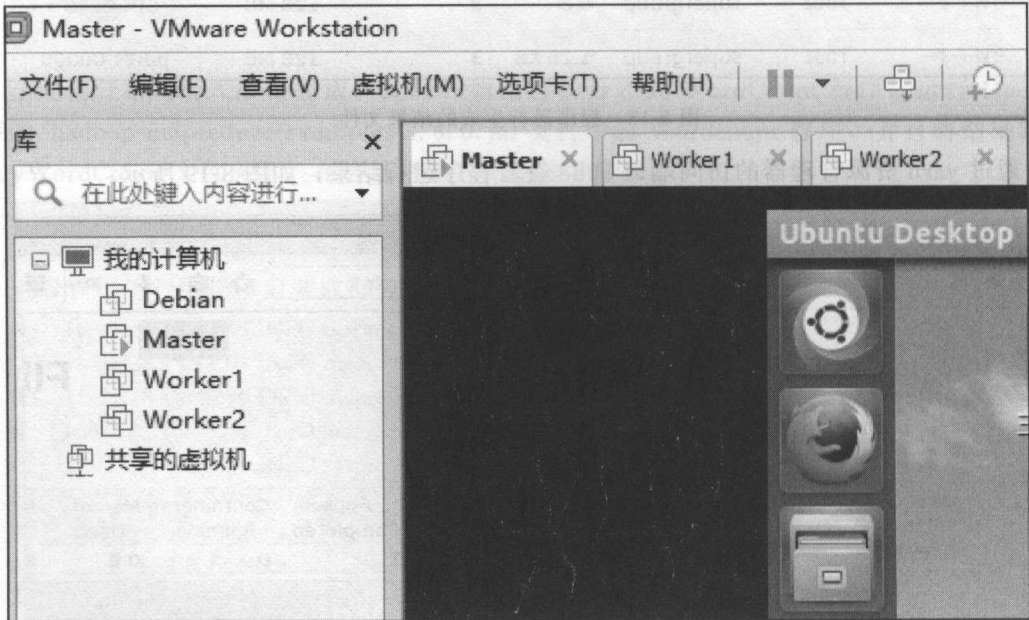 Master - VMware Workstation
文件(F) 编辑(E) 查看(V) 虚拟机(M) 选项卡(T) 帮助(H)
库
Master Worker1 Worker2
在此处键入内容进行...
Ubuntu Desktop
我的计算机
Debian
Master
Worker1
Worker2
共享的虚拟机